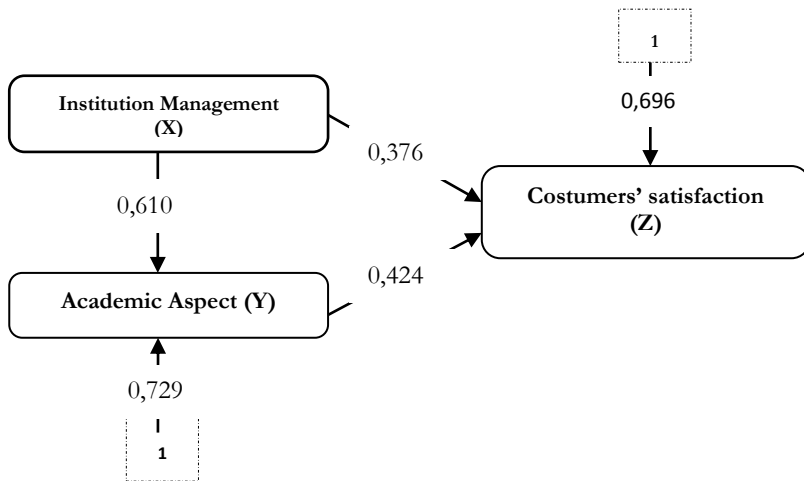 1
0,696
Institution Management
(X)
0,376
Costumers’ satisfaction
(Z)
0,610
0,424
Academic Aspect (Y)
0,729
1